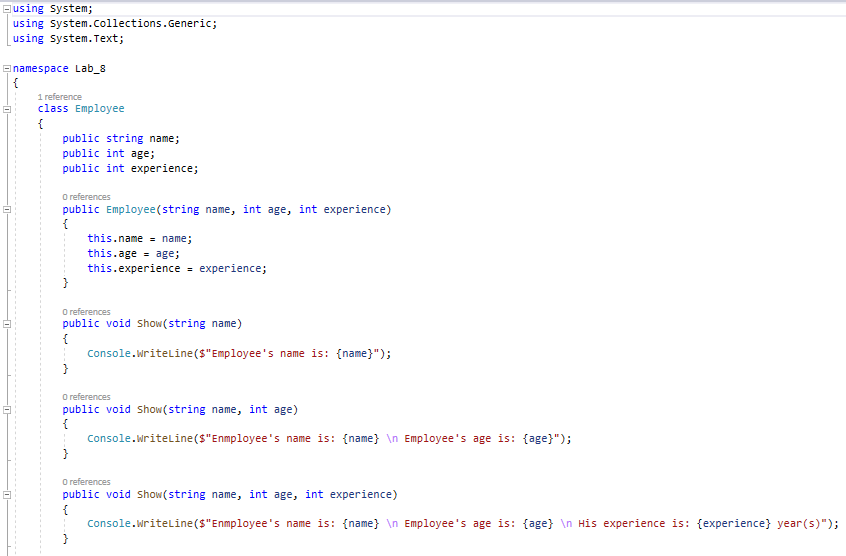 using System;
using System.Collections.Generic;
using System.Text;
namespace Lab_8
{
1 reference
class Employee
{
public string name;
public int age;
public int experience;
0 references
public Employee(string name, int age, int experience)
{
this.name = name;
this.age = age;
this.experience = experience;
}
0 references
public void Show(string name)
{
Console.WriteLine($"Employee's name is: {name}");
}
0 references
public void Show(string name, int age)
{
Console.WriteLine($"Enmployee's name is: {name} \n Employee's age is: {age}");
}
0 references
public void Show(string name, int age, int experience)
{
Console.WriteLine($"Enmployee's name is: {name} \n Employee's age is: {age} \n His experience is: {experience} year(s)");
}